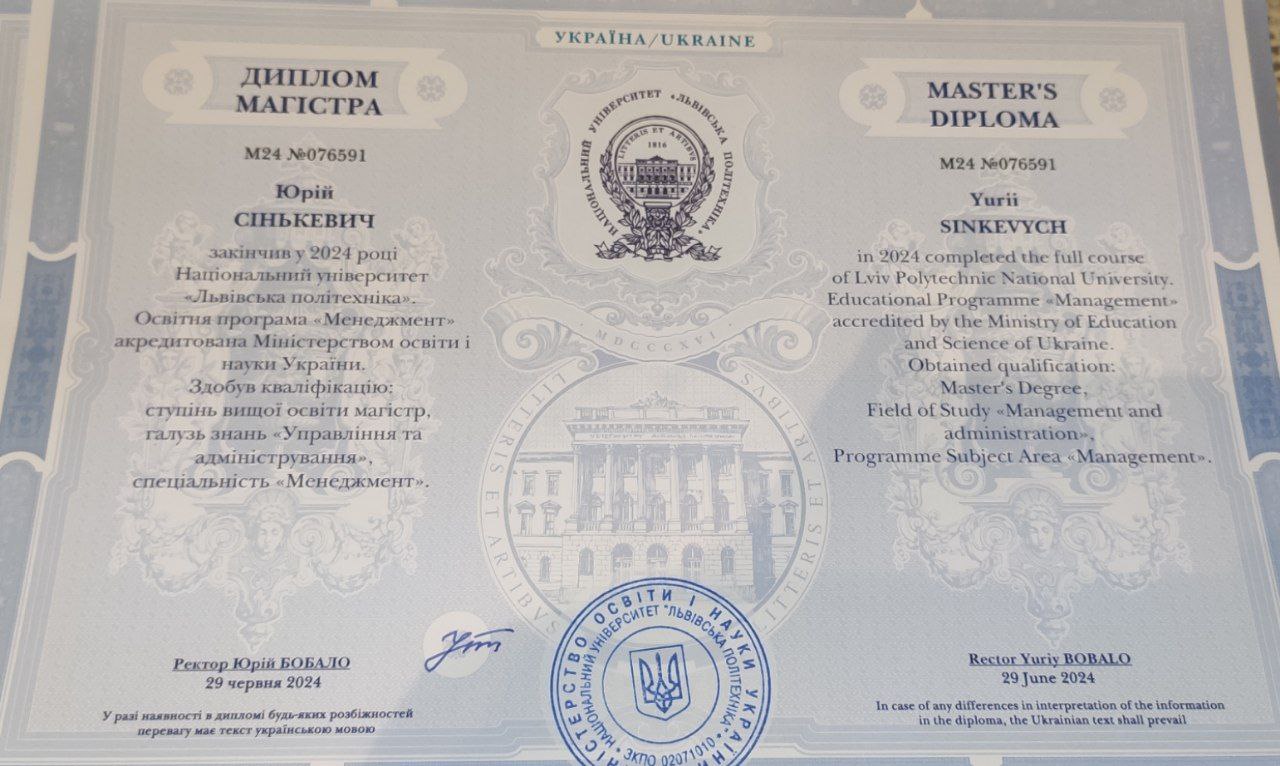 УКРАЇНА/UKRAINE
ДИПЛОМ
МАГІСТРА
М24 №076591
Юрій
СІНЬКЕВИЧ
закінчив у 2024 році
Національний університет
«Львівська політехніка».
Освітня програма «Менеджмент»
акредитована Міністерством освіти і
науки України.
Здобув кваліфікацію:
ступінь вищої освіти магістр,
галузь знань «Управління та
адміністрування»,
спеціальність «Менеджмент».
Ректор Юрій БОБАЛО
29 червня 2024
У разі наявності в дипломі будь-яких розбіжностей
перевагу має текст українською мовою
НАЦІОНАЛЬНИЙ УНІВЕРСИТЕТ «ЛЬВІВСЬКА ПОЛІТЕХНІКА»
LITTERIS ET ARTIBUS
1816
MDCCCXVI
LITTERIS ET ARTIBVS
LITTERIS ET ARTIBVS
MASTER'S
DIPLOMA
М24 №076591
Yurii
SINKEVYCH
in 2024 completed the full course
of Lviv Polytechnic National University.
Educational Programme «Management»
accredited by the Ministry of Education
and Science of Ukraine.
Obtained qualification:
Master's Degree,
Field of Study «Management and
administration»,
Programme Subject Area «Management».
Rector Yuriy BOBALO
29 June 2024
In case of any differences in interpretation of the information
in the diploma, the Ukrainian text shall prevail
МІНІСТЕРСТВО ОСВІТИ І НАУКИ УКРАЇНИ
НАЦІОНАЛЬНИЙ УНІВЕРСИТЕТ "ЛЬВІВСЬКА ПОЛІТЕХНІКА"
ЗКПО 02071010